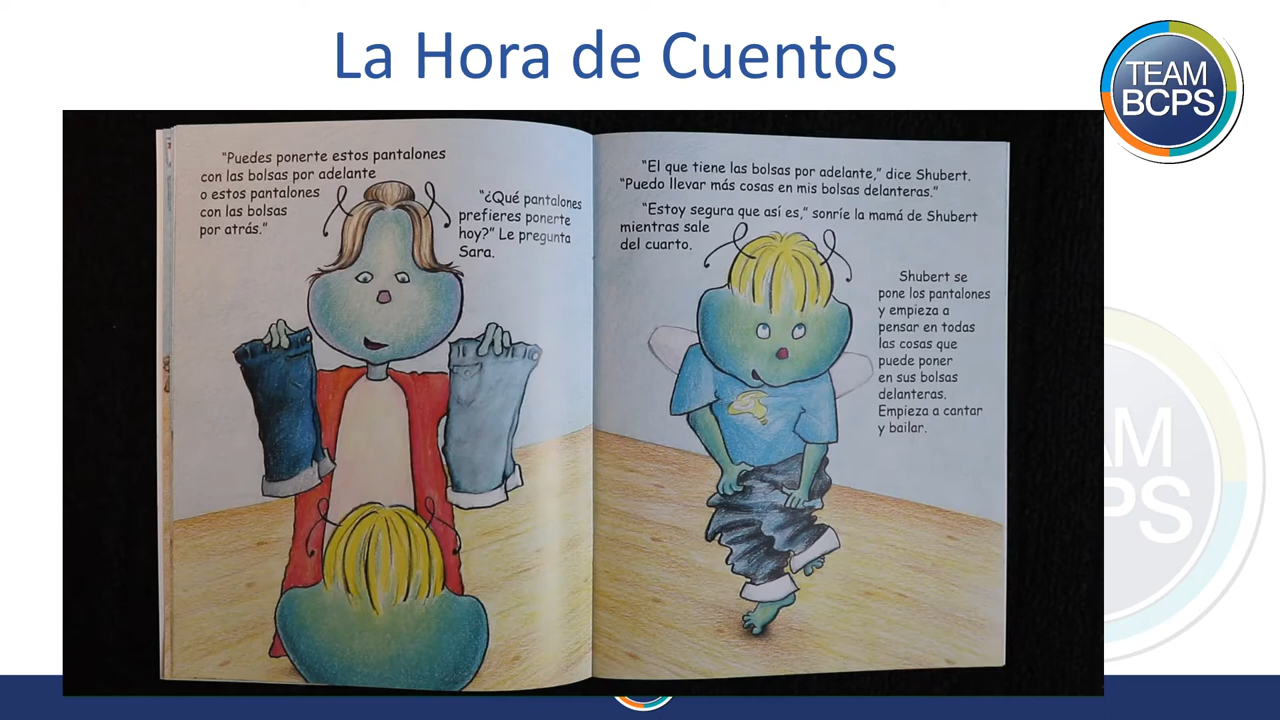 La Hora de Cuentos
TEAM
BCPS
“Puedes ponerte estos pantalones
con las bolsas por adelante
o estos pantalones
con las bolsas
por atrás.”
“¿Qué pantalones
prefieres ponerte
hoy?” Le pregunta
Sara.
“El que tiene las bolsas por adelante,” dice Shubert.
“Puedo llevar más cosas en mis bolsas delanteras.”
“Estoy segura que así es,” sonríe la mamá de Shubert
mientras sale
del cuarto.
Shubert se
pone los pantalones
y empieza a
pensar en todas
las cosas que
puede poner
en sus bolsas
delanteras.
Empieza a cantar
y bailar.
AM
PS